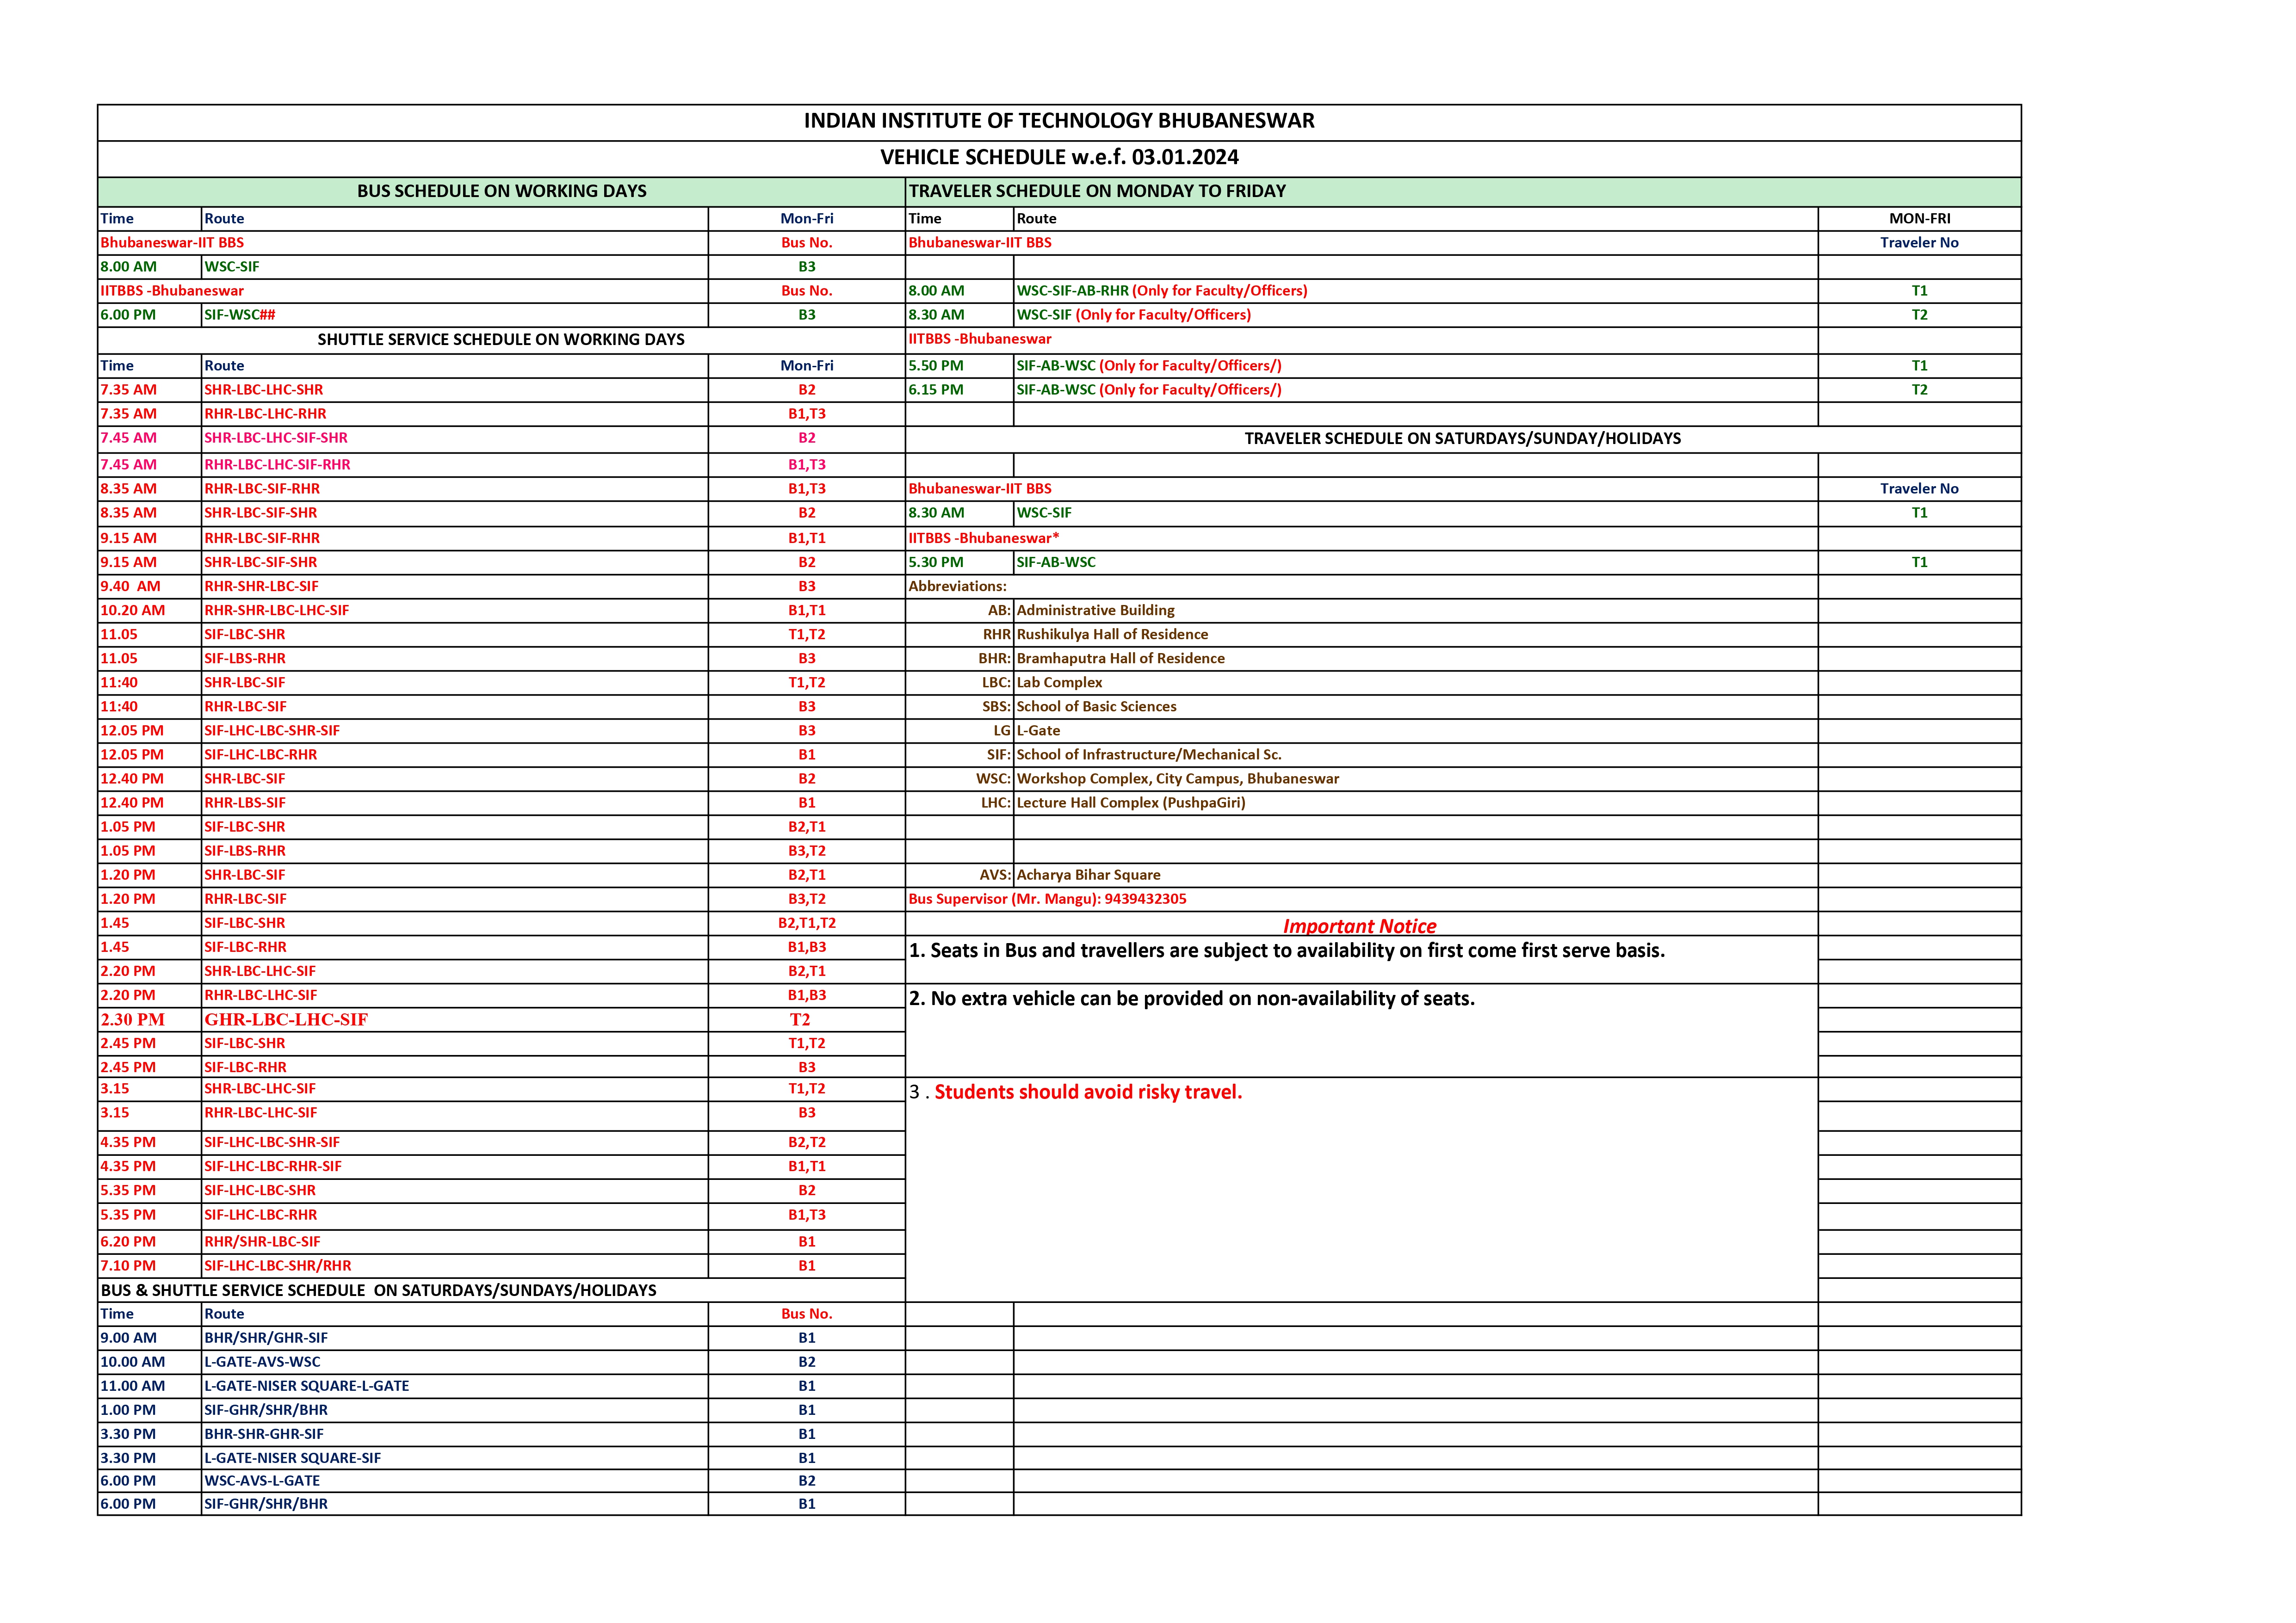 INDIAN INSTITUTE OF TECHNOLOGY BHUBANESWAR
VEHICLE SCHEDULE w.e.f. 03.01.2024
BUS SCHEDULE ON WORKING DAYS
Time Route Mon-Fri
Bhubaneswar-IIT BBS Bus No.
8.00 AM WSC-SIF B3
IITBBS -Bhubaneswar Bus No.
6.00 PM SIF-WSC## B3
SHUTTLE SERVICE SCHEDULE ON WORKING DAYS
Time Route Mon-Fri
7.35 AM SHR-LBC-LHC-SHR B2
7.35 AM RHR-LBC-LHC-RHR B1,T3
7.45 AM SHR-LBC-LHC-SIF-SHR B2
7.45 AM RHR-LBC-LHC-SIF-RHR B1,T3
8.35 AM RHR-LBC-SIF-RHR B1,T3
8.35 AM SHR-LBC-SIF-SHR B2
9.15 AM RHR-LBC-SIF-RHR B1,T1
9.15 AM SHR-LBC-SIF-SHR B2
9.40 AM RHR-SHR-LBC-SIF B3
10.20 AM RHR-SHR-LBC-LHC-SIF B1,T1
11.05 SIF-LBC-SHR T1,T2
11.05 SIF-LBS-RHR B3
11:40 SHR-LBC-SIF T1,T2
11:40 RHR-LBC-SIF B3
12.05 PM SIF-LHC-LBC-SHR-SIF B3
12.05 PM SIF-LHC-LBC-RHR B1
12.40 PM SHR-LBC-SIF B2
12.40 PM RHR-LBS-SIF B1
1.05 PM SIF-LBC-SHR B2,T1
1.05 PM SIF-LBS-RHR B3,T2
1.20 PM SHR-LBC-SIF B2,T1
1.20 PM RHR-LBC-SIF B3,T2
1.45 SIF-LBC-SHR B2,T1,T2
1.45 SIF-LBC-RHR B1,B3
2.20 PM SHR-LBC-LHC-SIF B2,T1
2.20 PM RHR-LBC-LHC-SIF B1,B3
2.30 PM GHR-LBC-LHC-SIF T2
2.45 PM SIF-LBC-SHR T1,T2
2.45 PM SIF-LBC-RHR B3
3.15 SHR-LBC-LHC-SIF T1,T2
3.15 RHR-LBC-LHC-SIF B3
4.35 PM SIF-LHC-LBC-SHR-SIF B2,T2
4.35 PM SIF-LHC-LBC-RHR-SIF B1,T1
5.35 PM SIF-LHC-LBC-SHR B2
5.35 PM SIF-LHC-LBC-RHR B1,T3
6.20 PM RHR/SHR-LBC-SIF B1
7.10 PM SIF-LHC-LBC-SHR/RHR B1
BUS & SHUTTLE SERVICE SCHEDULE ON SATURDAYS/SUNDAYS/HOLIDAYS
Time Route Bus No.
9.00 AM BHR/SHR/GHR-SIF B1
10.00 AM L-GATE-AVS-WSC B2
11.00 AM L-GATE-NISER SQUARE-L-GATE B1
1.00 PM SIF-GHR/SHR/BHR B1
3.30 PM BHR-SHR-GHR-SIF B1
3.30 PM L-GATE-NISER SQUARE-SIF B1
6.00 PM WSC-AVS-L-GATE B2
6.00 PM SIF-GHR/SHR/BHR B1
TRAVELER SCHEDULE ON MONDAY TO FRIDAY
Time Route MON-FRI
Bhubaneswar-IIT BBS Traveler No
8.00 AM WSC-SIF-AB-RHR (Only for Faculty/Officers) T1
8.30 AM WSC-SIF (Only for Faculty/Officers) T2
IITBBS -Bhubaneswar
5.50 PM SIF-AB-WSC (Only for Faculty/Officers/) T1
6.15 PM SIF-AB-WSC (Only for Faculty/Officers/) T2
TRAVELER SCHEDULE ON SATURDAYS/SUNDAY/HOLIDAYS
Bhubaneswar-IIT BBS Traveler No
8.30 AM WSC-SIF T1
IITBBS -Bhubaneswar*
5.30 PM SIF-AB-WSC T1
Abbreviations:
AB: Administrative Building
RHR Rushikulya Hall of Residence
BHR: Bramhaputra Hall of Residence
LBC: Lab Complex
SBS: School of Basic Sciences
LG L-Gate
SIF: School of Infrastructure/Mechanical Sc.
WSC: Workshop Complex, City Campus, Bhubaneswar
LHC: Lecture Hall Complex (PushpaGiri)
AVS: Acharya Bihar Square
Bus Supervisor (Mr. Mangu): 9439432305
Important Notice
1. Seats in Bus and travellers are subject to availability on first come first serve basis.
2. No extra vehicle can be provided on non-availability of seats.
3 . Students should avoid risky travel.